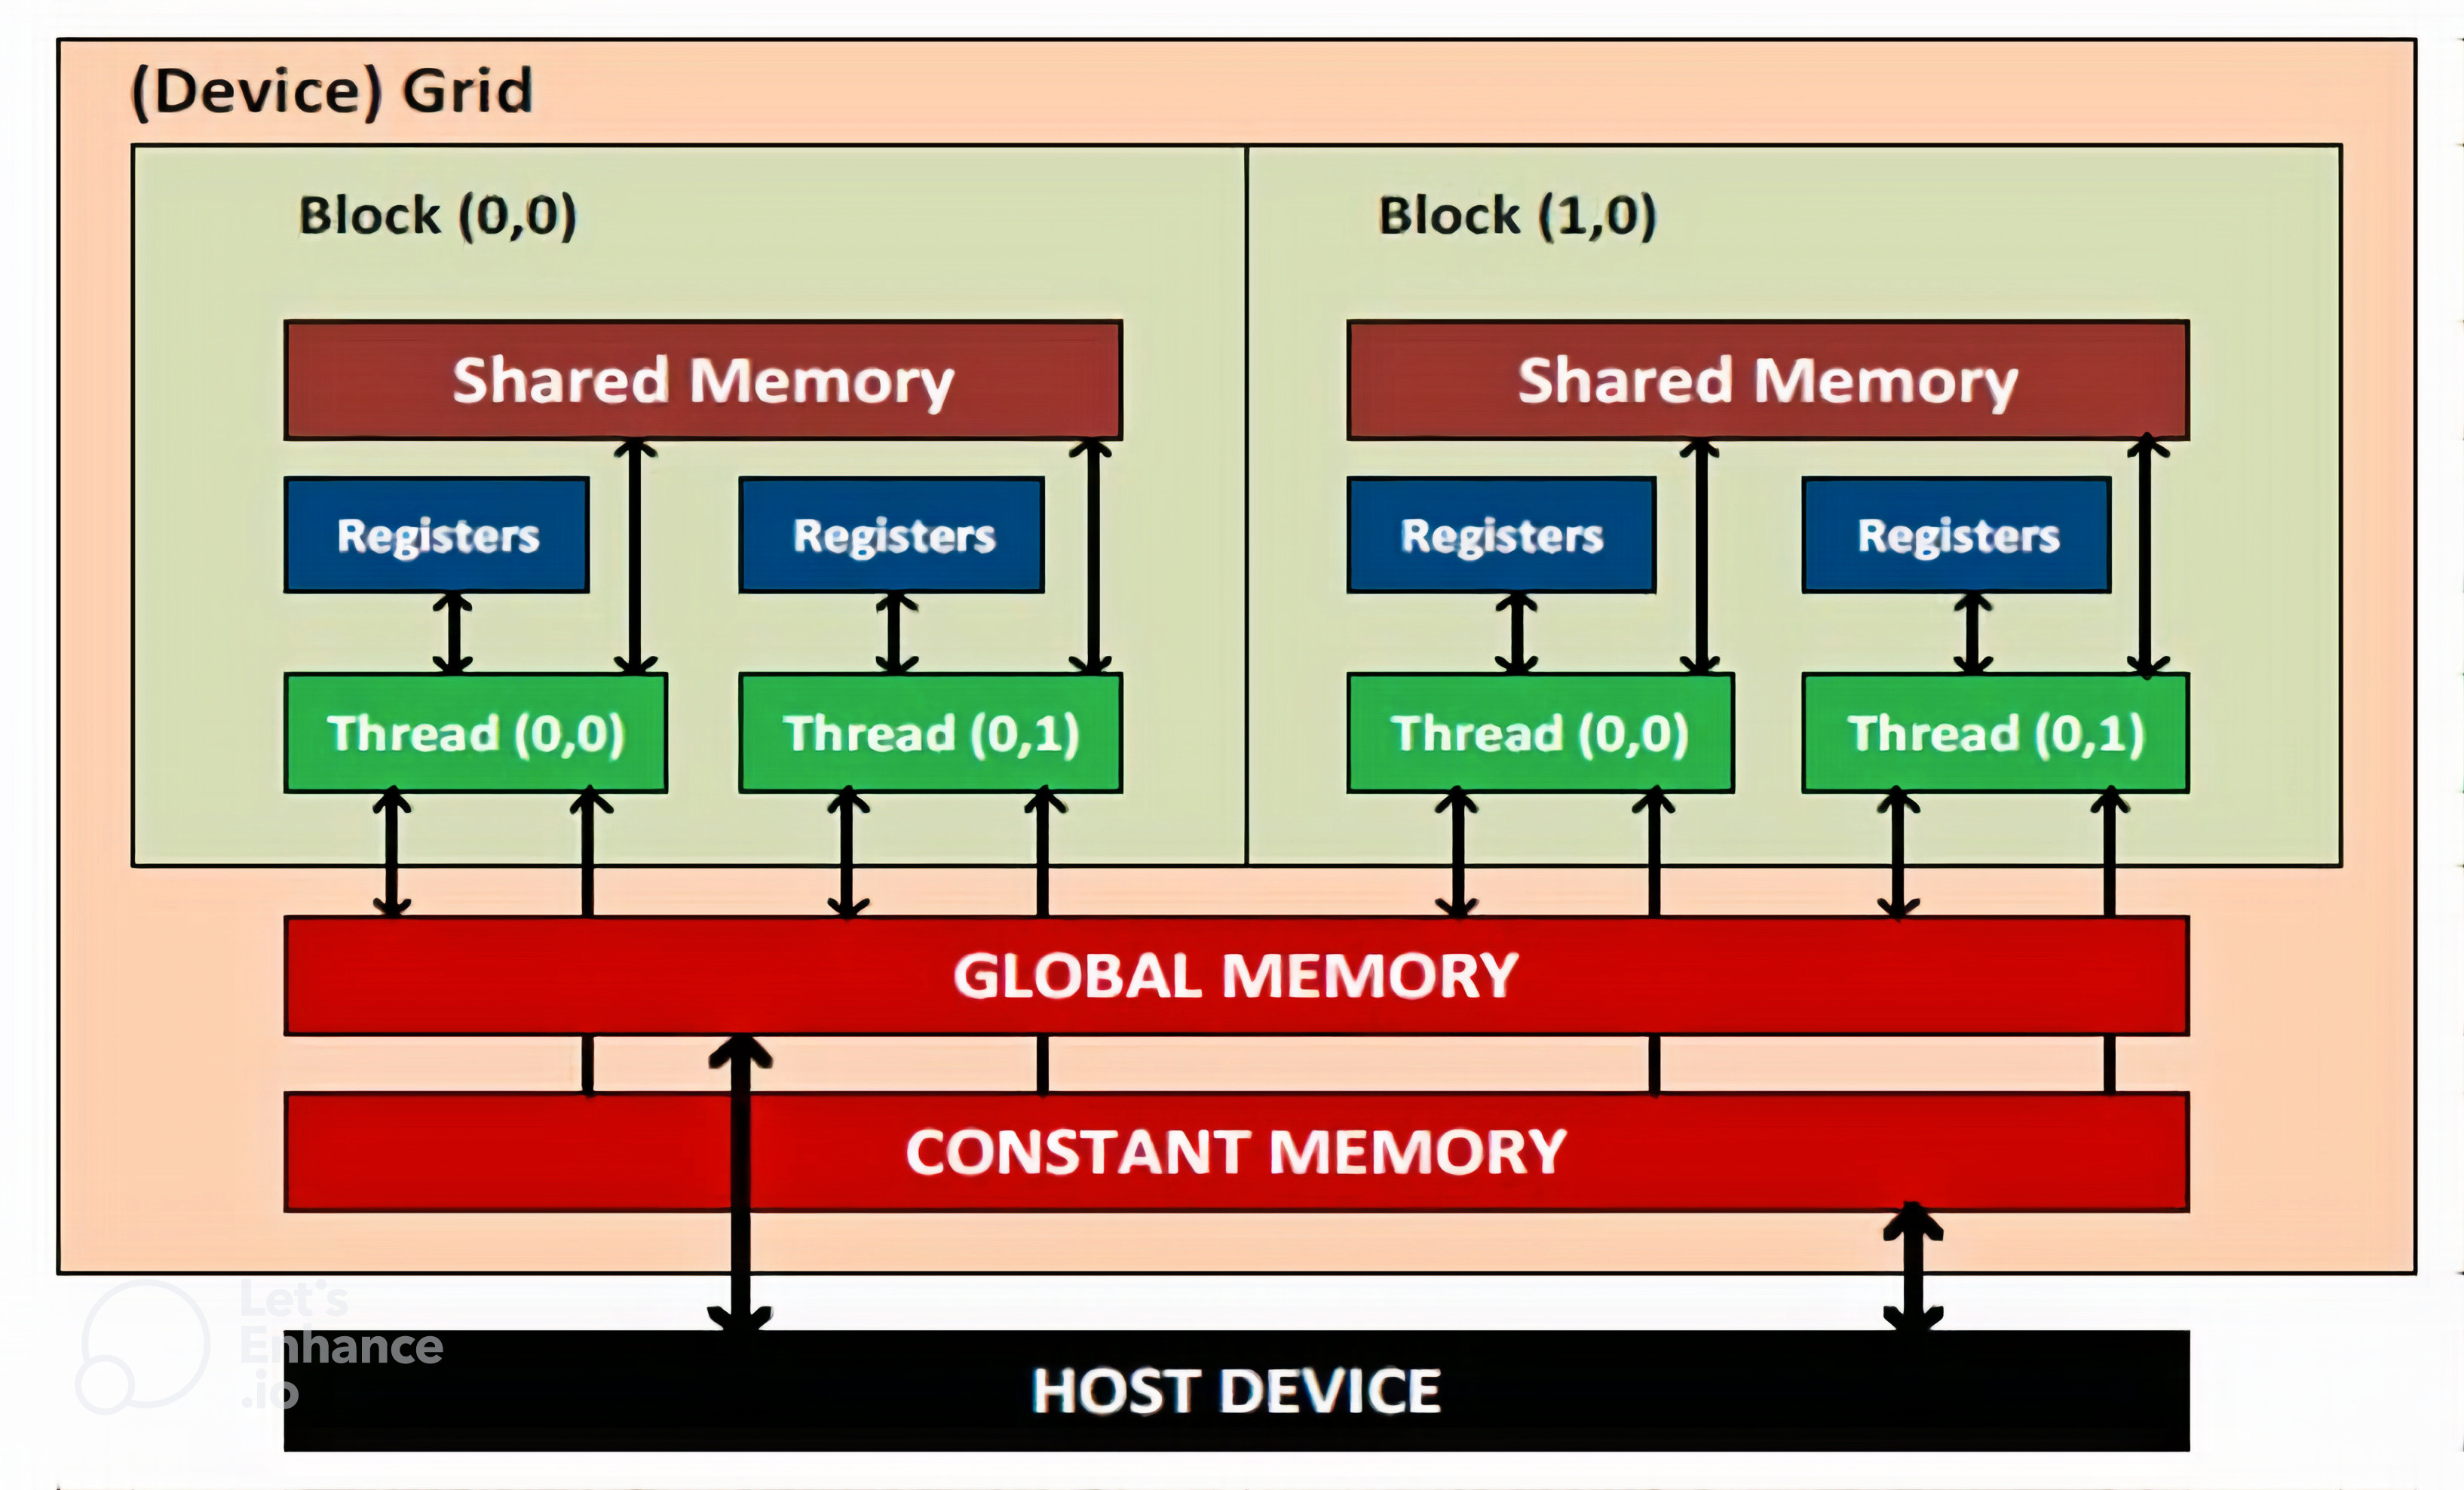 (Device) Grid
Block (0,0)
Block (1,0)
Shared Memory
Shared Memory
Registers
Registers
Registers
Registers
Thread (0,0)
Thread (0,1)
Thread (0,0)
Thread (0,1)
GLOBAL MEMORY
CONSTANT MEMORY
HOST DEVICE
Let's
Enhance
.io